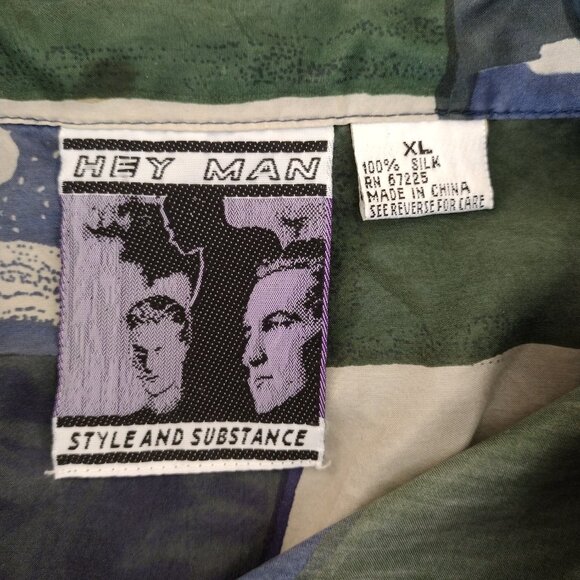 HEY MAN
STYLE AND SUBSTANCE
XL
100% SILK
RN 67225
MADE IN CHINA
SEE REVERSE FOR CARE